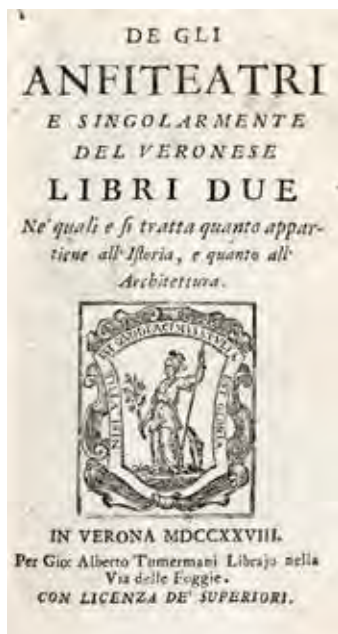 DE GLI
ANFITEATRI
E SINGOLARMENTE
DEL VERONESE
LIBRI DUE
Ne' quali e si tratta quanto appar-
tiene all' Istoria, e quanto all'
Architettura.
IN VERONA MDCCXXVIII.
Per Gio: Alberto Tumermani Librajo nella
Via delle Foggie.
CON LICENZA DE' SUPERIORI.